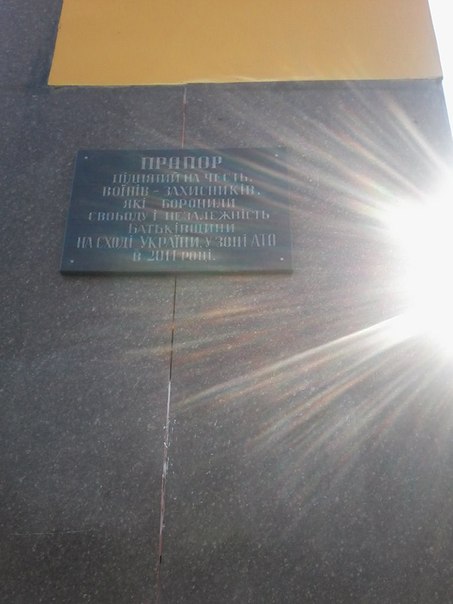 ПРАПОР
ПІДНЯТИЙ НА ЧЕСТЬ
ВОЇНІВ - ЗАХИСНИКІВ,
ЯКІ БОРОНИЛИ
СВОБОДУ І НЕЗАЛЕЖНІСТЬ
БАТЬКІВЩИНИ
НА СХОДІ УКРАЇНИ, У ЗОНІ АТО
В 2014 РОЦІ.